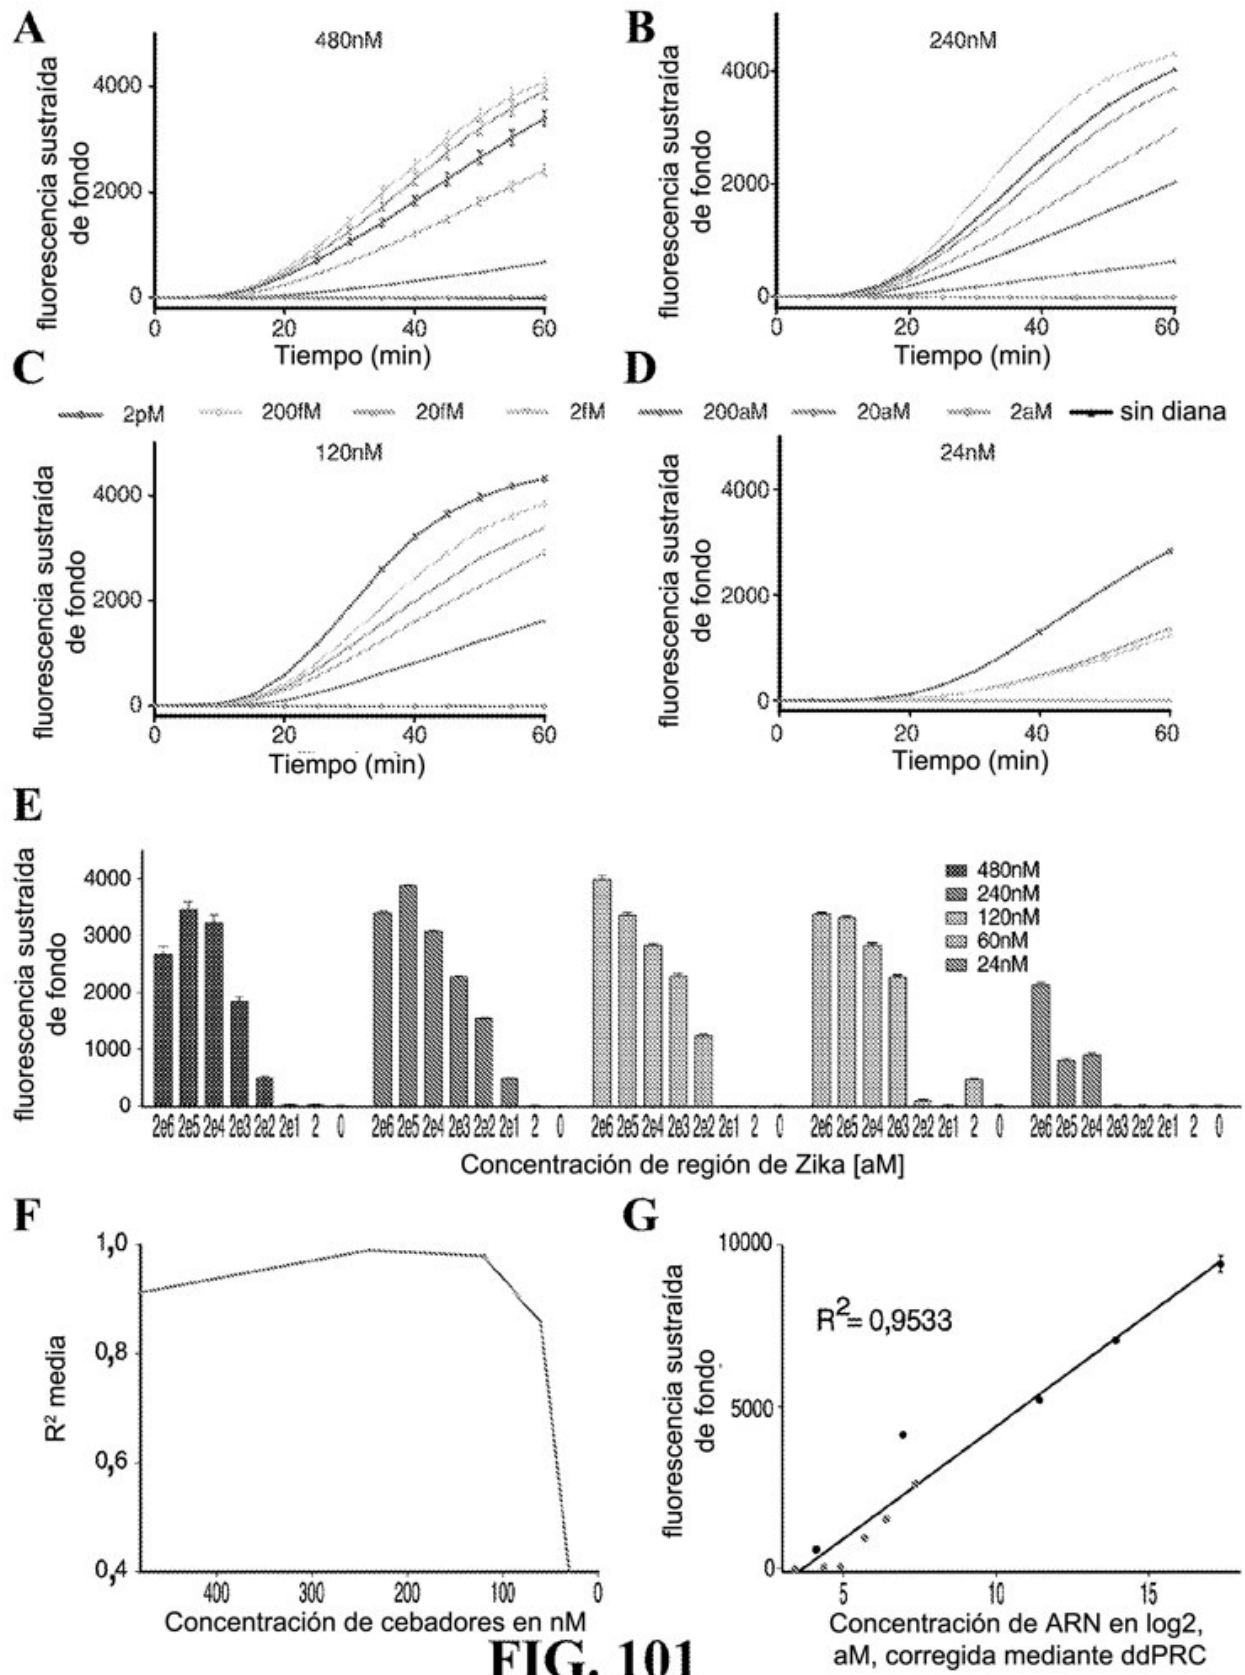 A
480nM
fluorescencia sustraída
de fondo
4000
2000
0
0 20 40 60
Tiempo (min)
B
240nM
fluorescencia sustraída
de fondo
4000
2000
0
0 20 40 60
Tiempo (min)
C
D
2pM 200fM 20fM 2fM 200aM 20aM 2aM sin diana
120nM
fluorescencia sustraída
de fondo
4000
2000
0
0 20 40 60
Tiempo (min)
24nM
fluorescencia sustraída
de fondo
4000
2000
0
0 20 40 60
Tiempo (min)
E
fluorescencia sustraída
de fondo
4000
3000
2000
1000
0
480nM
240nM
120nM
60nM
24nM
2e6 2e5 2e4 2e3 2e2 2e1 2 0 2e6 2e5 2e4 2e3 2e2 2e1 2 0 2e6 2e5 2e4 2e3 2e2 2e1 2 0 2e6 2e5 2e4 2e3 2e2 2e1 2 0 2e6 2e5 2e4 2e3 2e2 2e1 2 0
Concentración de región de Zika [aM]
F
R² media
1,0
0,8
0,6
0,4
400 300 200 100 0
Concentración de cebadores en nM
G
fluorescencia sustraída
de fondo
10000
5000
0
R²= 0,9533
5 10 15
Concentración de ARN en log2,
aM, corregida mediante ddPRC
FIG. 101